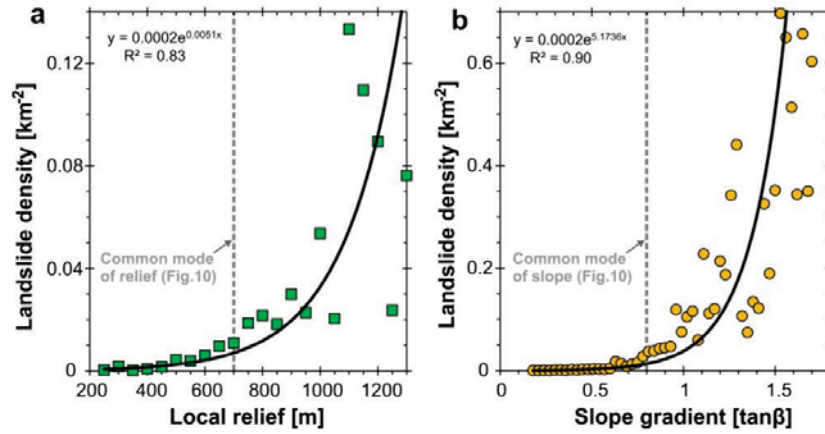 a
y = 0.0002e^0.0051x
R² = 0.83
Landslide density [km⁻²]
0.12
0.08
0.04
0
Common mode
of relief (Fig.10)
200 400 600 800 1000 1200
Local relief [m]
b
y = 0.0002e^5.1736x
R² = 0.90
Landslide density [km⁻²]
0.6
0.4
0.2
0
Common mode
of slope (Fig.10)
0 0.5 1 1.5
Slope gradient [tanβ]